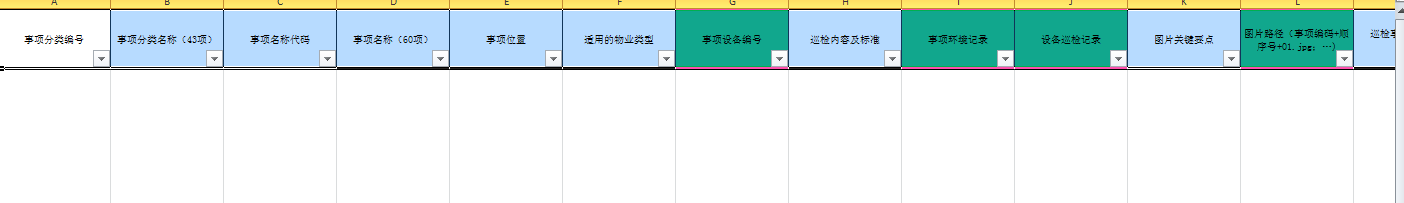 A B C D E F G H I J K L
事项分类编号
事项分类名称（43项）
事项名称代码
事项名称（60项）
事项位置
适用的物业类型
事项设备编号
巡检内容及标准
事项环境记录
设备巡检记录
图片关键要点
图片路径（事项编码+顺
序号+01.jpg；…）
巡检